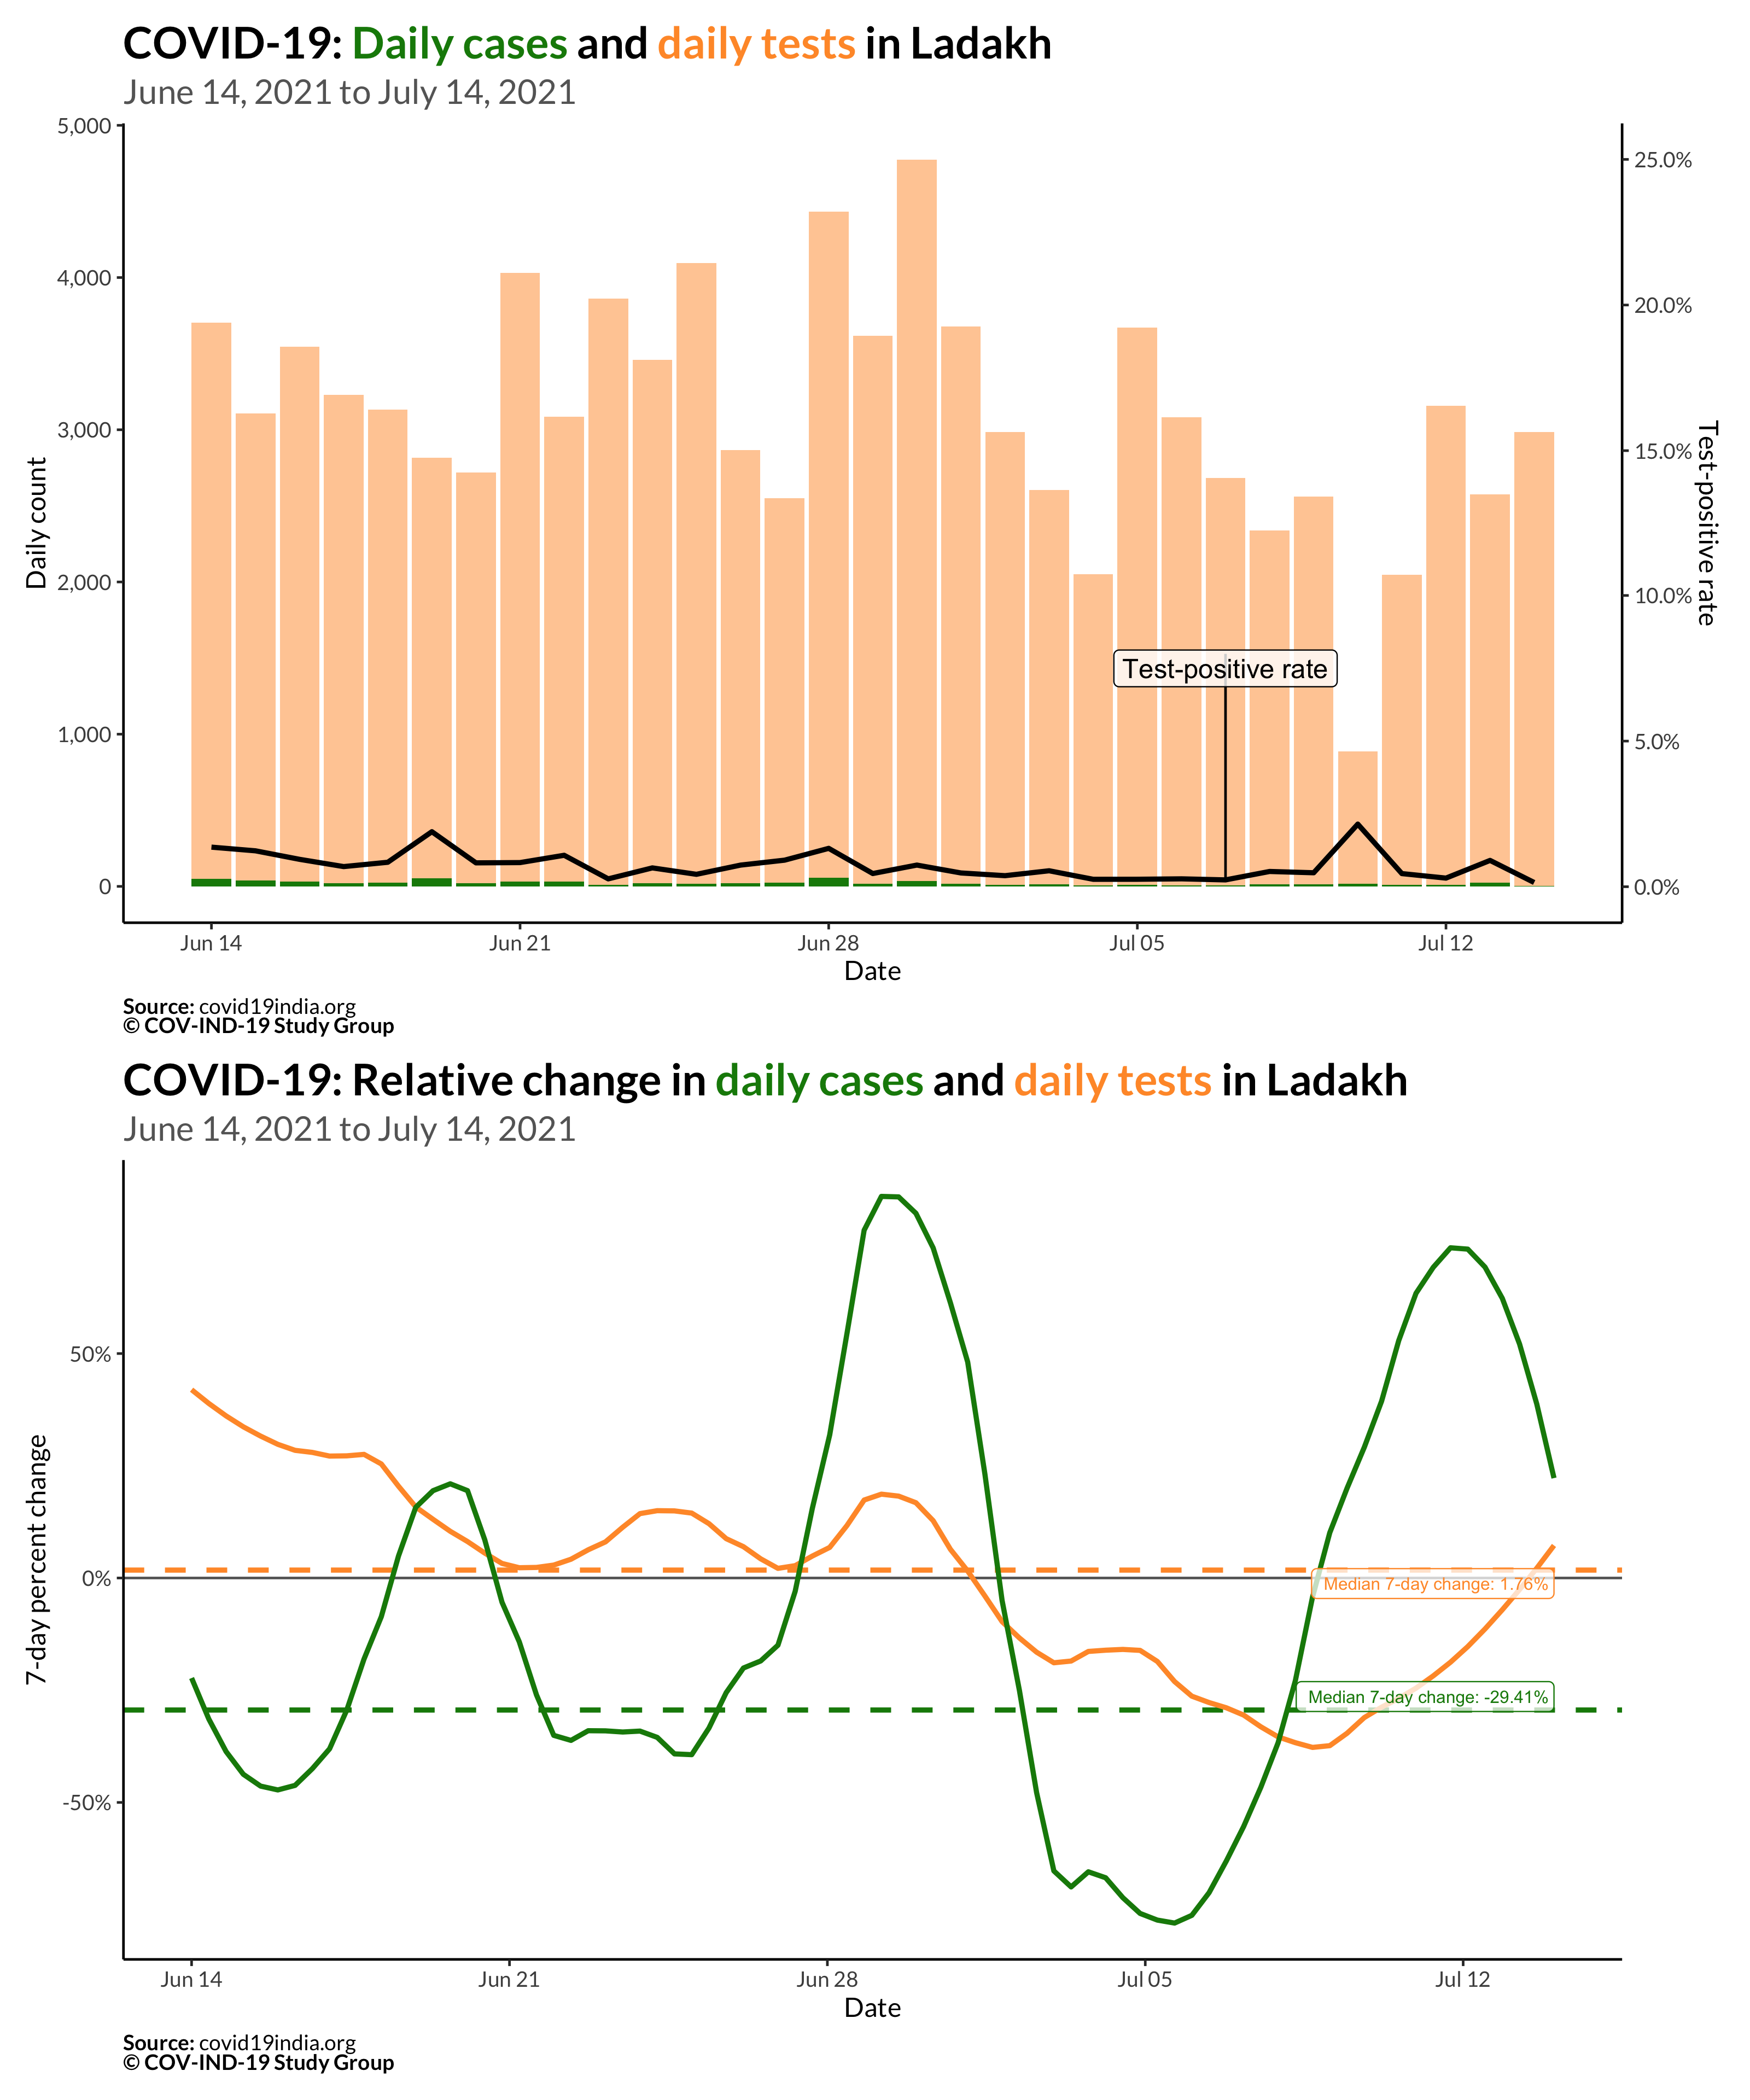 COVID-19: Daily cases and daily tests in Ladakh
June 14, 2021 to July 14, 2021
5,000
4,000
3,000
2,000
1,000
0
Daily count
25.0%
20.0%
15.0%
10.0%
5.0%
0.0%
Test-positive rate
Test-positive rate
Jun 14
Jun 21
Jun 28
Jul 05
Jul 12
Date
Source: covid19india.org
© COV-IND-19 Study Group
COVID-19: Relative change in daily cases and daily tests in Ladakh
June 14, 2021 to July 14, 2021
50%
0%
-50%
7-day percent change
Median 7-day change: 1.76%
Median 7-day change: -29.41%
Jun 14
Jun 21
Jun 28
Jul 05
Jul 12
Date
Source: covid19india.org
© COV-IND-19 Study Group